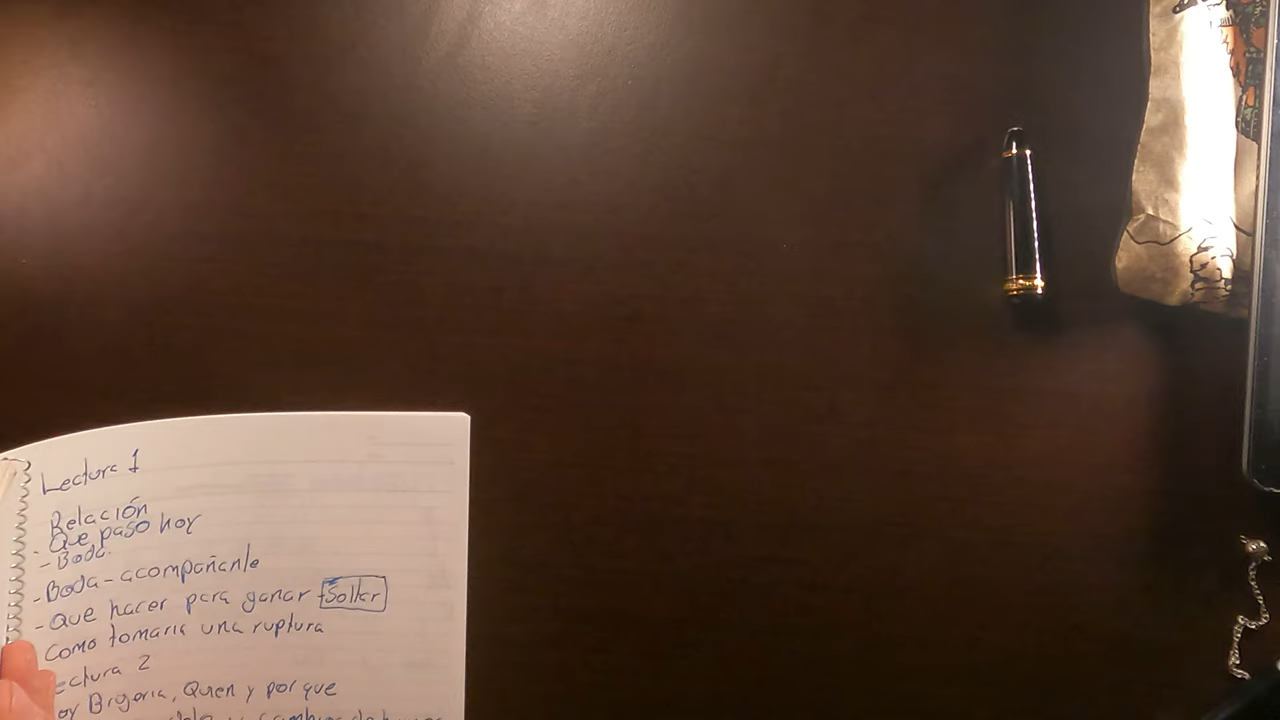 Lectura 1
Relación
- Que paso hoy
- Boda.
- Boda - acompañante
- Que hacer para ganar + Soltar
como tomaria una ruptura
ectura 2
oy Brigeria, Quien y por que